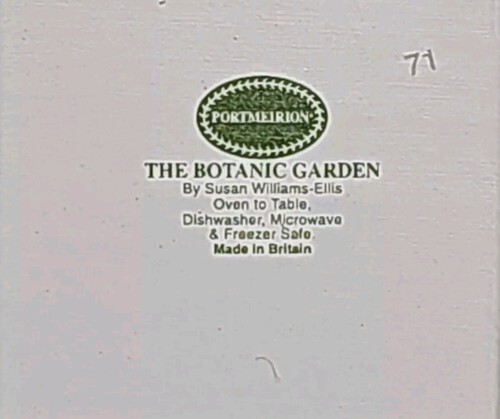 71
PORTMEIRION
THE BOTANIC GARDEN
By Susan Williams-Ellis
Oven to Table,
Dishwasher, Microwave
& Freezer Safe.
Made in Britain